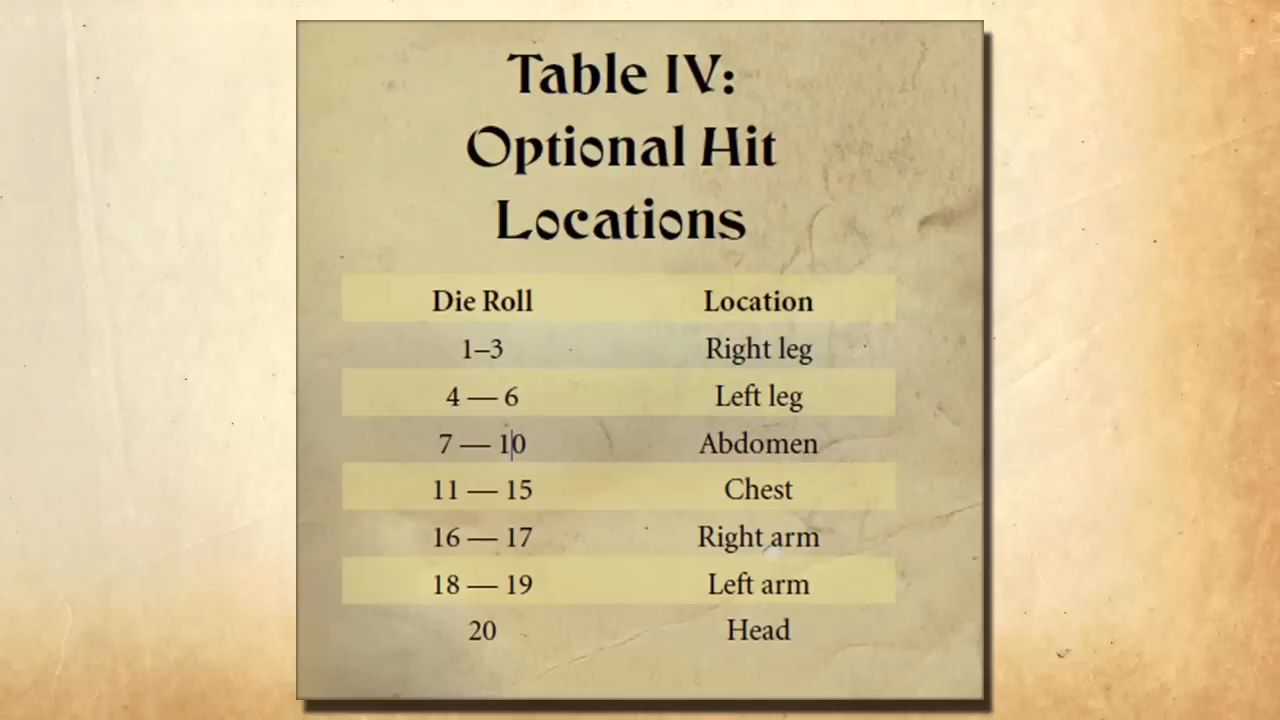 Table IV:
Optional Hit
Locations
Die Roll Location
1–3 Right leg
4 — 6 Left leg
7 — 10 Abdomen
11 — 15 Chest
16 — 17 Right arm
18 — 19 Left arm
20 Head